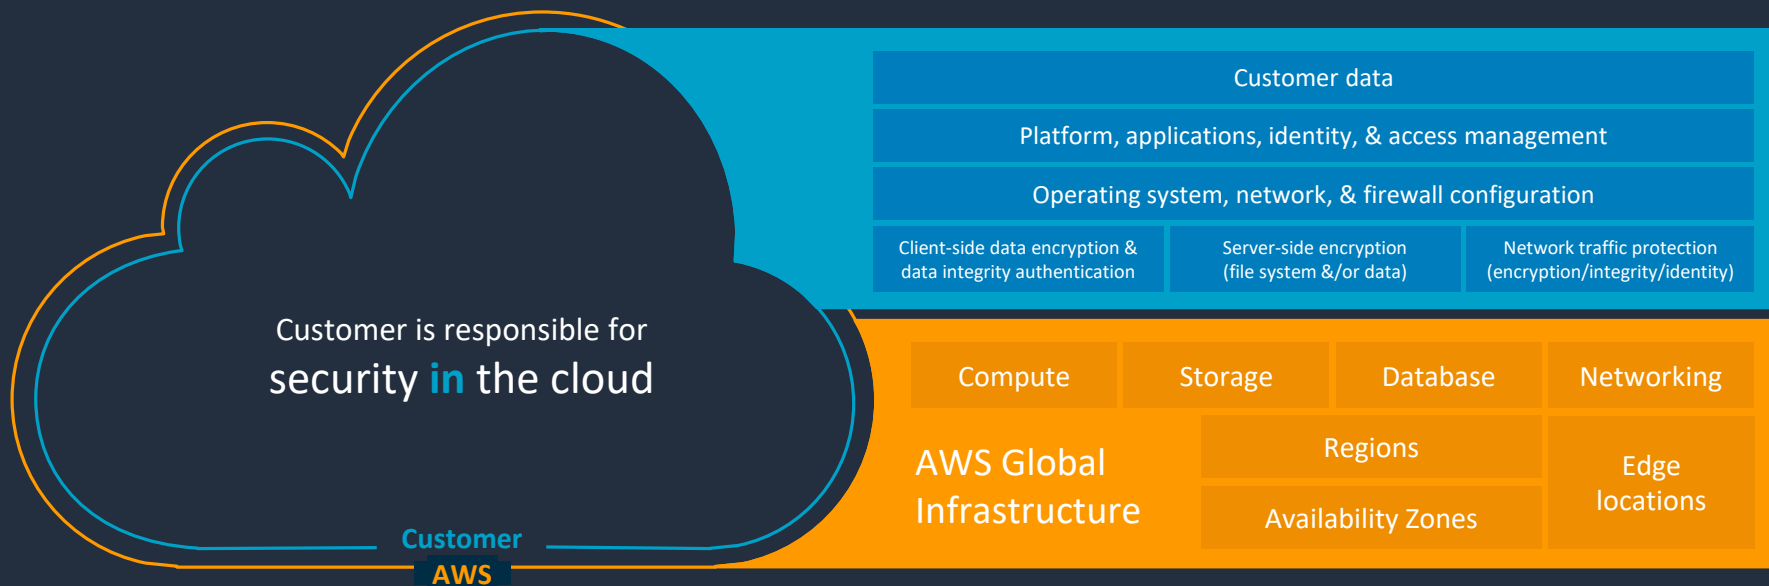 Customer is responsible for
security in the cloud
Customer
AWS
Customer data
Platform, applications, identity, & access management
Operating system, network, & firewall configuration
Client-side data encryption &
data integrity authentication
Server-side encryption
(file system &/or data)
Network traffic protection
(encryption/integrity/identity)
Compute
Storage
Database
Networking
AWS Global
Infrastructure
Regions
Availability Zones
Edge
locations